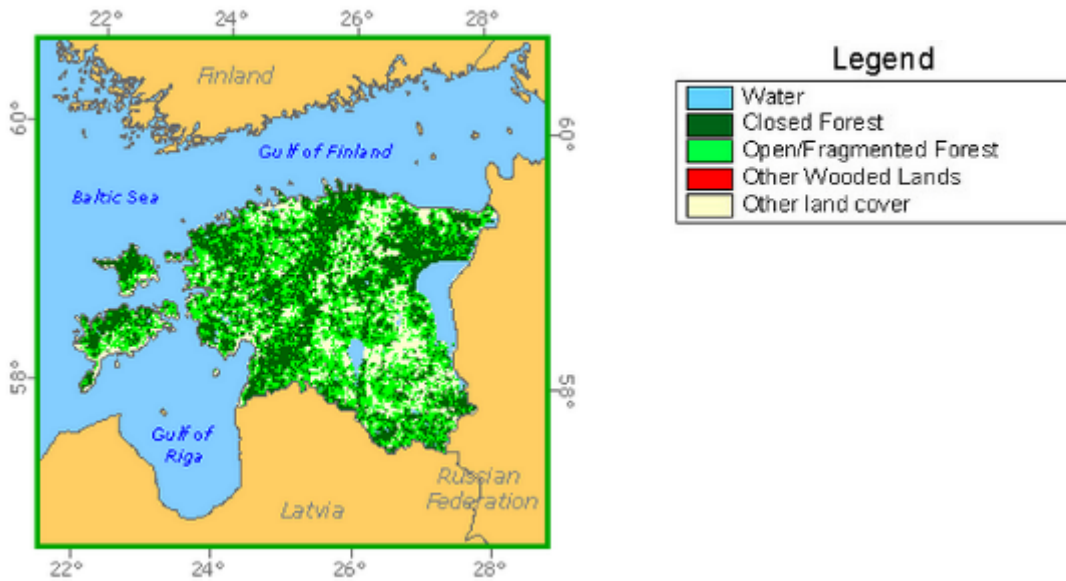 22° 24° 26° 28°
Finland
60° 60°
Gulf of Finland
Baltic Sea
58° 58°
Gulf of
Riga
Russian
Federation
Latvia
22° 24° 26° 28°
Legend
Water
Closed Forest
Open/Fragmented Forest
Other Wooded Lands
Other land cover